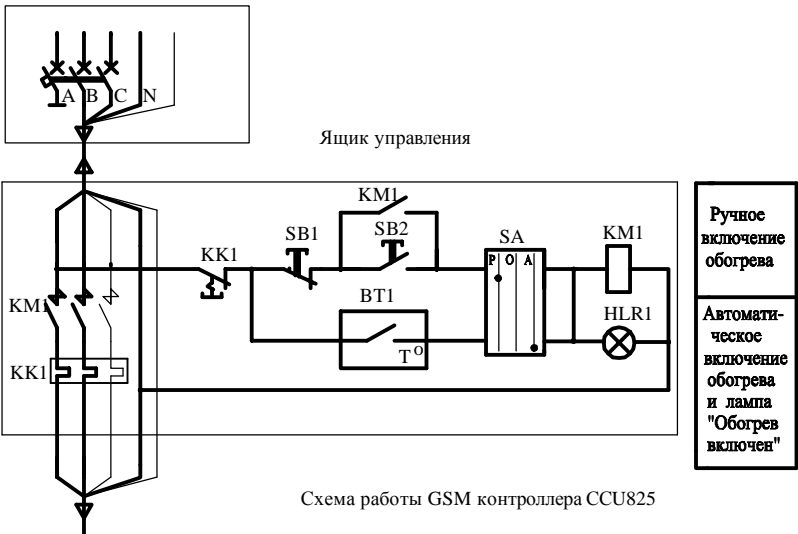 A B C N
Ящик управления
KM1
SB1
SB2
SA
KM1
KK1
Р О А
Ручное
включение
обогрева
BT1
T°
HLR1
KM1
KK1
Автомати-
ческое
включение
обогрева
и лампа
"Обогрев
включен"
Схема работы GSM контроллера CCU825